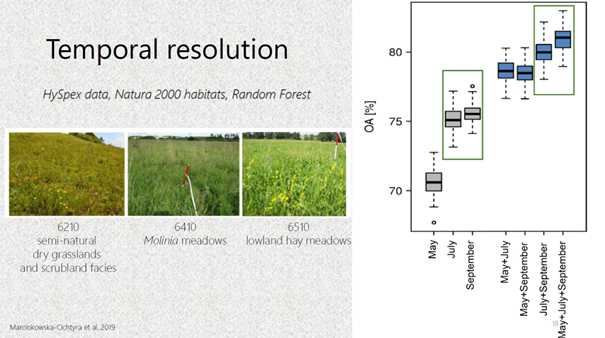 Temporal resolution
HySpex data, Natura 2000 habitats, Random Forest
6210
semi-natural
dry grasslands
and scrubland facies
6410
Molinia meadows
6510
lowland hay meadows
Marcinkowska-Ochtyra et al. 2019
OA [%]
80
75
70
May
July
September
May+July
May+September
July+September
May+July+September
18